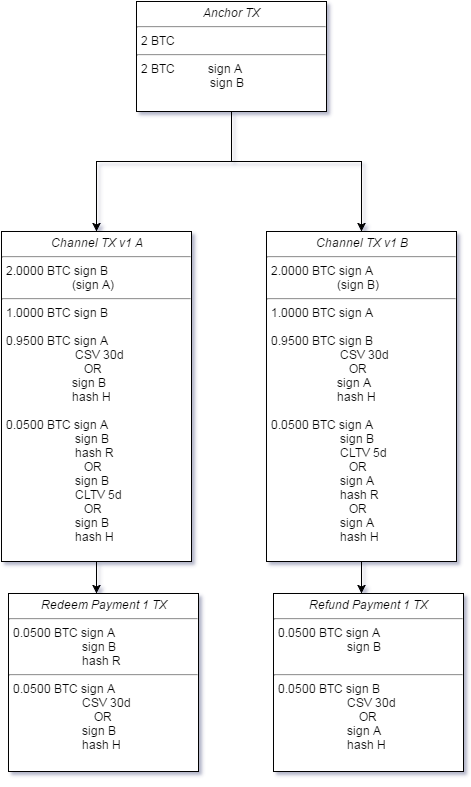 Anchor TX
2 BTC
2 BTC sign A
sign B
Channel TX v1 A
2.0000 BTC sign B
(sign A)
1.0000 BTC sign B
0.9500 BTC sign A
CSV 30d
OR
sign B
hash H
0.0500 BTC sign A
sign B
hash R
OR
sign B
CLTV 5d
OR
sign B
hash H
Channel TX v1 B
2.0000 BTC sign A
(sign B)
1.0000 BTC sign A
0.9500 BTC sign B
CSV 30d
OR
sign A
hash H
0.0500 BTC sign A
sign B
CLTV 5d
OR
sign A
hash R
OR
sign A
hash H
Redeem Payment 1 TX
0.0500 BTC sign A
sign B
hash R
0.0500 BTC sign A
CSV 30d
OR
sign B
hash H
Refund Payment 1 TX
0.0500 BTC sign A
sign B
0.0500 BTC sign B
CSV 30d
OR
sign A
hash H